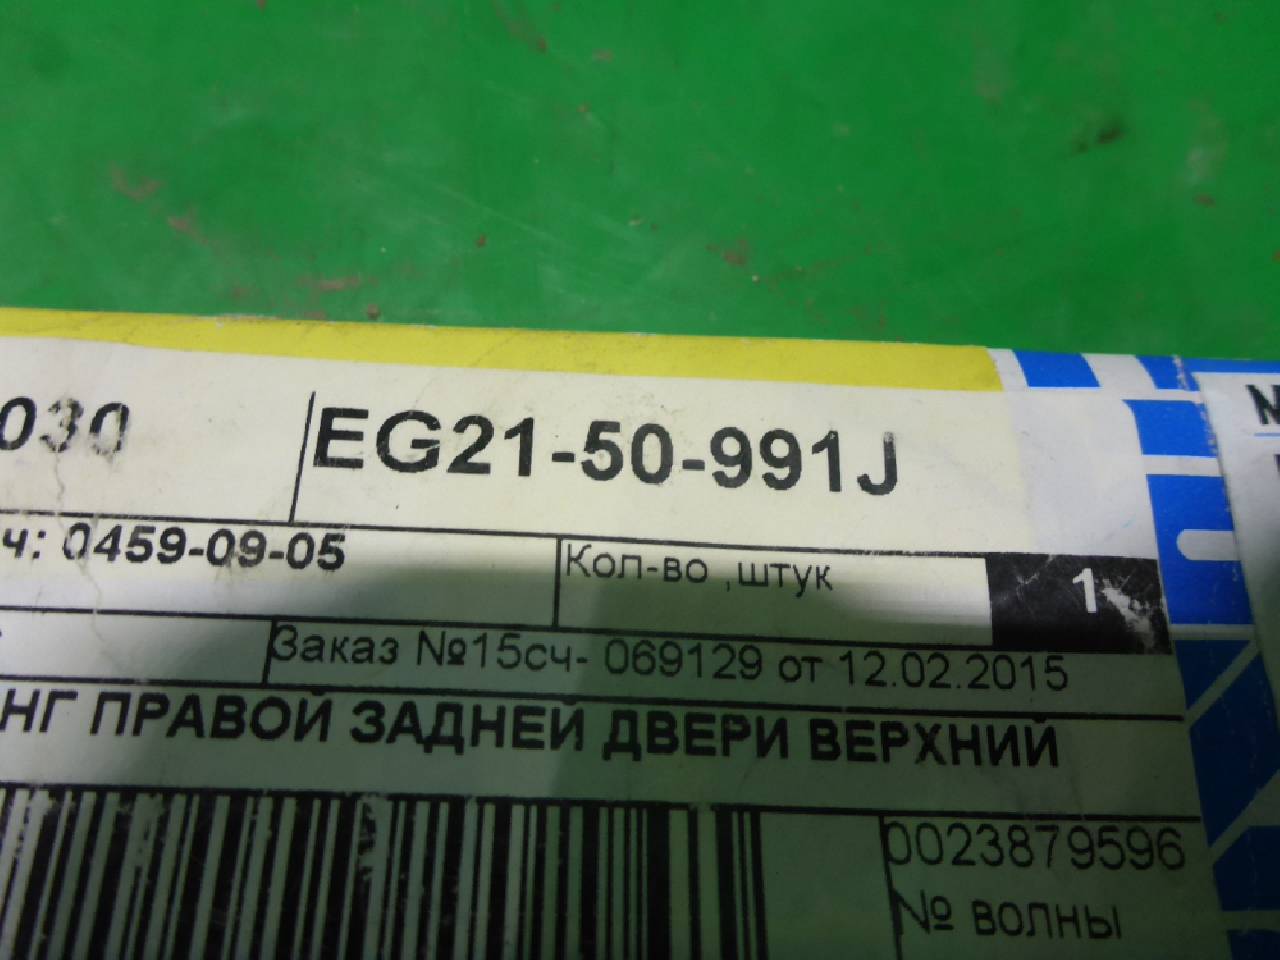 030 EG21-50-991J
ч: 0459-09-05 Кол-во ,штук 1
Заказ №15сч- 069129 от 12.02.2015
НГ ПРАВОЙ ЗАДНЕЙ ДВЕРИ ВЕРХНИЙ
0023879596
№ волны